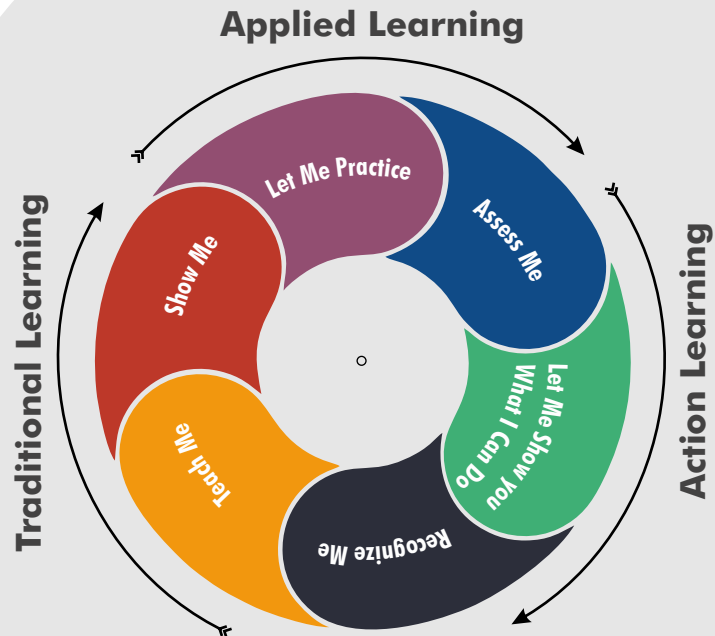 Applied Learning
Let Me Practice
Assess Me
Show Me
Traditional Learning
Action Learning
Let Me Show you
What I Can Do
Teach Me
Recognize Me